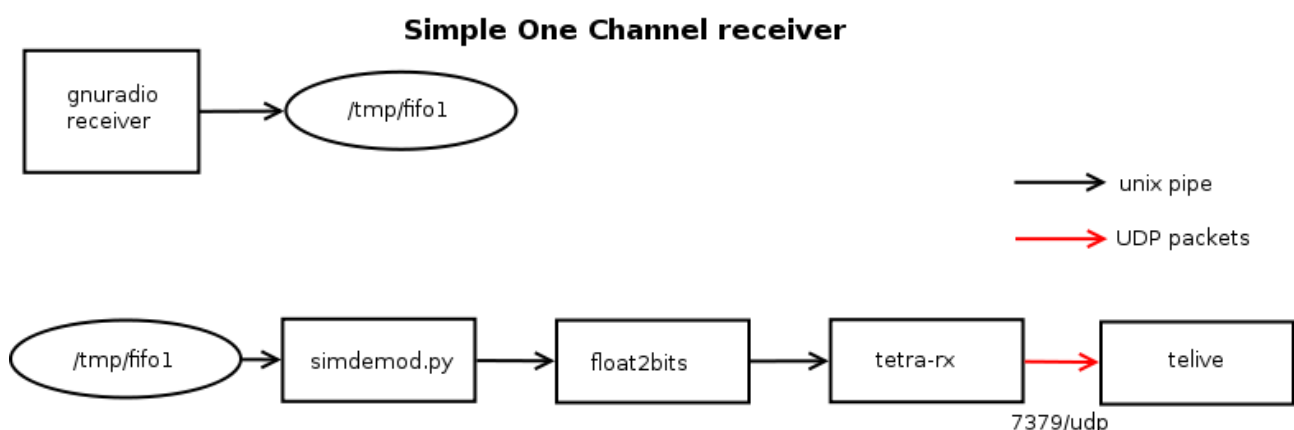 Simple One Channel receiver
gnuradio
receiver
/tmp/fifo1
unix pipe
UDP packets
/tmp/fifo1
simdemod.py
float2bits
tetra-rx
telive
7379/udp